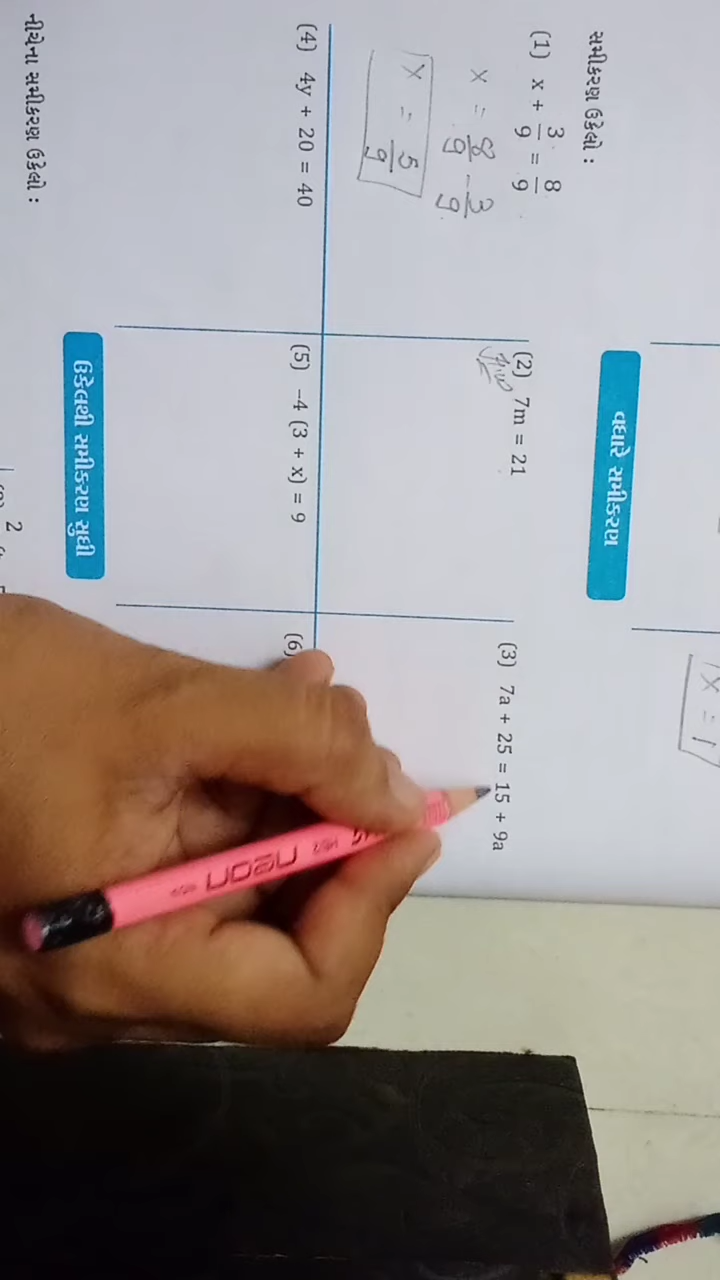 વધારે સમીકરણ
સમીકરણ ઉકેલો :
(1) x + 3/9 = 8/9
x = 8/9 - 3/9
x = 5/9
(2) 7m = 21
(3) 7a + 25 = 15 + 9a
(4) 4y + 20 = 40
(5) –4 (3 + x) = 9
(6)
ઉકેલથી સમીકરણ સુધી
નીચેના સમીકરણ ઉકેલો :
neon